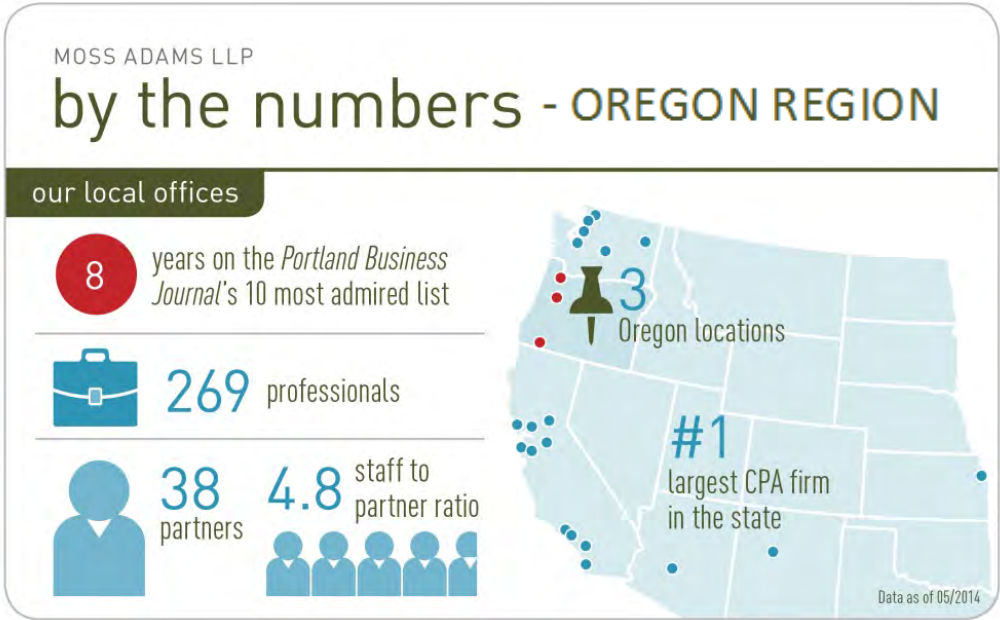 MOSS ADAMS LLP
by the numbers - OREGON REGION
our local offices
8
years on the Portland Business
Journal's 10 most admired list
269 professionals
38
partners
4.8
staff to
partner ratio
3
Oregon locations
#1
largest CPA firm
in the state
Data as of 05/2014